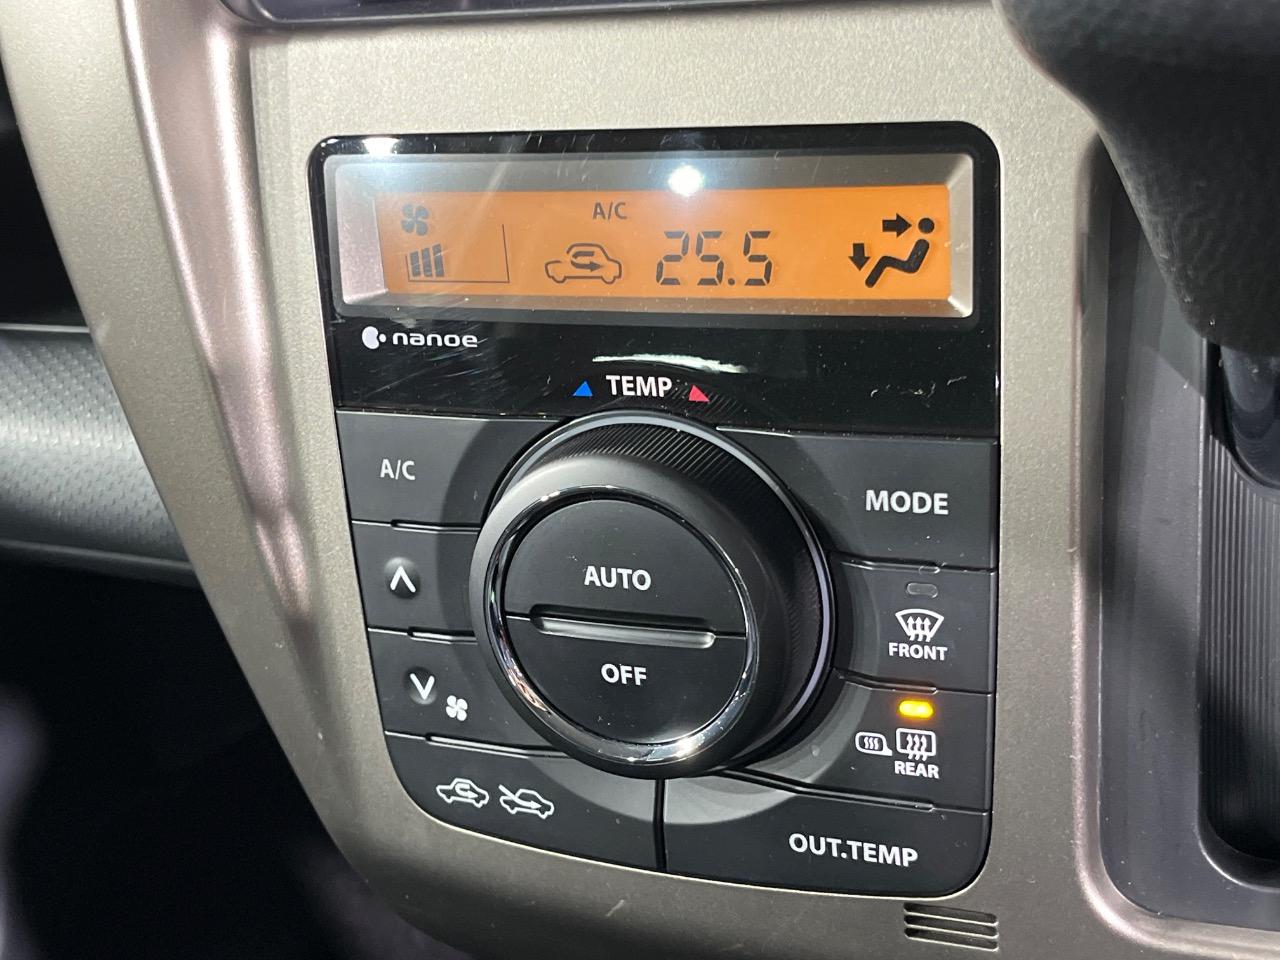 A/C
25.5
nanoe
TEMP
A/C
MODE
AUTO
FRONT
OFF
REAR
OUT.TEMP